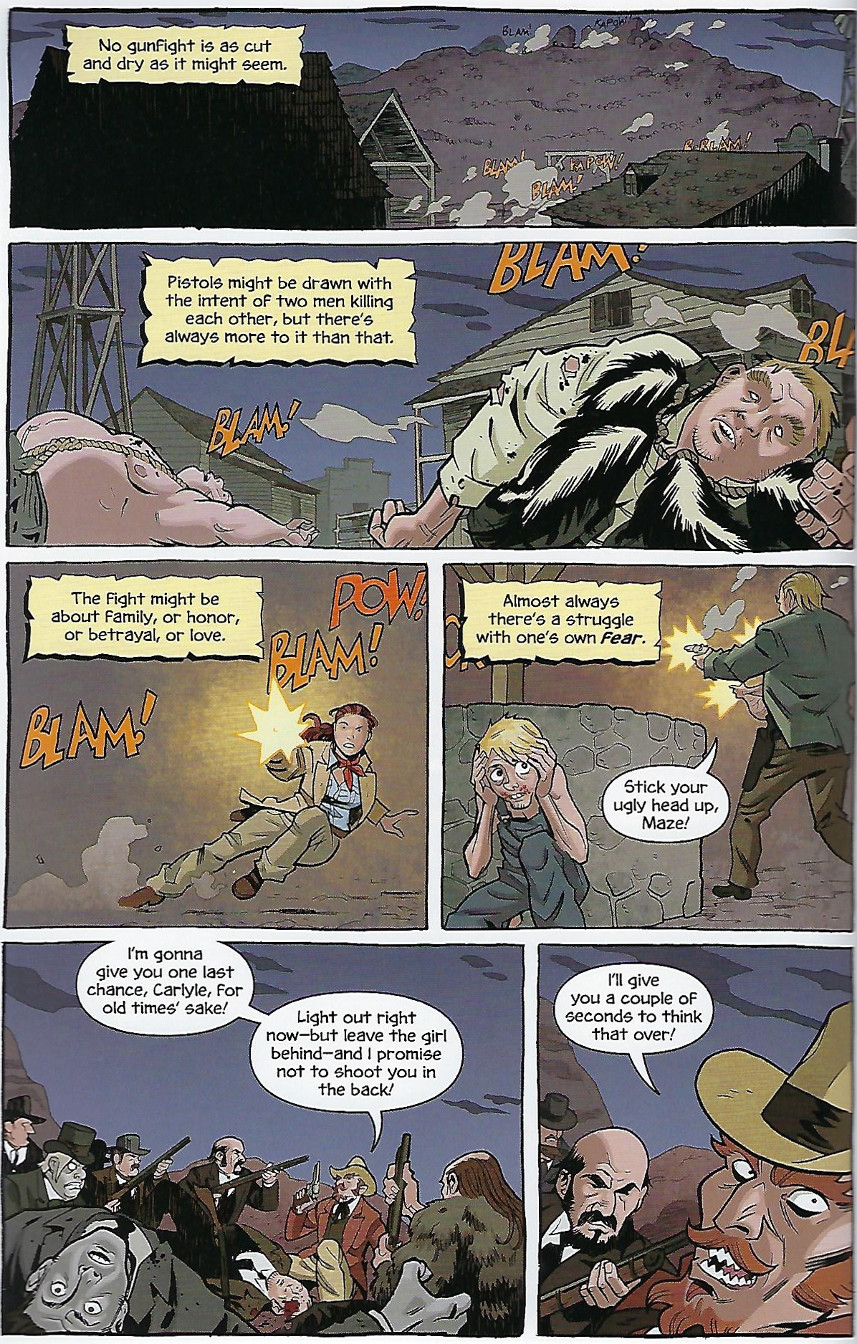 No gunfight is as cut
and dry as it might seem.
BLAM!
KAPOW!
BLAM!
KAPOW!
BLAM!
B-BLAM!
Pistols might be drawn with
the intent of two men killing
each other, but there's
always more to it than that.
BLAM!
BLAM!
BL
The fight might be
about family, or honor,
or betrayal, or love.
POW!
BLAM!
BLAM!
Almost always
there's a struggle
with one's own Fear.
Stick your
ugly head up,
Maze!
I'm gonna
give you one last
chance, Carlyle, for
old times' sake!
Light out right
now—but leave the girl
behind—and I promise
not to shoot you in
the back!
I'll give
you a couple of
seconds to think
that over!